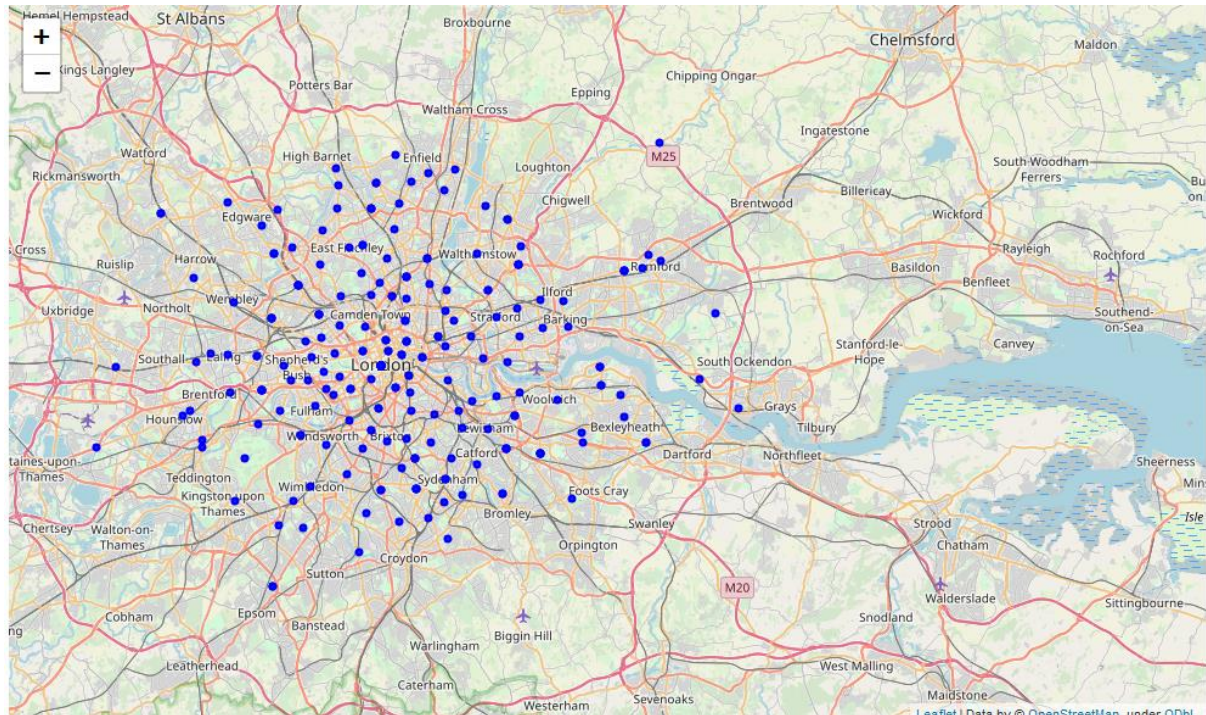 Hemel Hempstead
St Albans
Broxbourne
Chelmsford
Maldon
+
−
Kings Langley
Potters Bar
Chipping Ongar
Epping
Waltham Cross
Ingatestone
Watford
High Barnet
Enfield
M25
Loughton
South Woodham
Ferrers
Rickmansworth
Billericay
Chigwell
Brentwood
Wickford
Edgware
East Finchley
Walthamstow
Rayleigh
Rochford
Ruislip
Harrow
Romford
Basildon
Benfleet
Wembley
Ilford
Northolt
Uxbridge
Camden Town
Stratford
Barking
Southend-
on-Sea
Stanford-le-
Hope
Canvey
Southall
Ealing
Shepherd's
Bush
London
South Ockendon
Brentford
Woolwich
Grays
Hounslow
Fulham
Tilbury
Bexleyheath
Wandsworth
Brixton
Lewisham
Catford
Dartford
Northfleet
Staines-upon-
Thames
Teddington
Sheerness
Wimbledon
Sydenham
Foots Cray
Kingston upon
Thames
Bromley
Chertsey
Walton-on-
Thames
Swanley
Strood
Isle
Orpington
Croydon
Chatham
Sutton
M20
Walderslade
Epsom
Sittingbourne
Cobham
Banstead
Snodland
Biggin Hill
Warlingham
Leatherhead
West Malling
Caterham
Sevenoaks
Maidstone
Westerham
Leaflet | Data by © OpenStreetMap, under ODbL